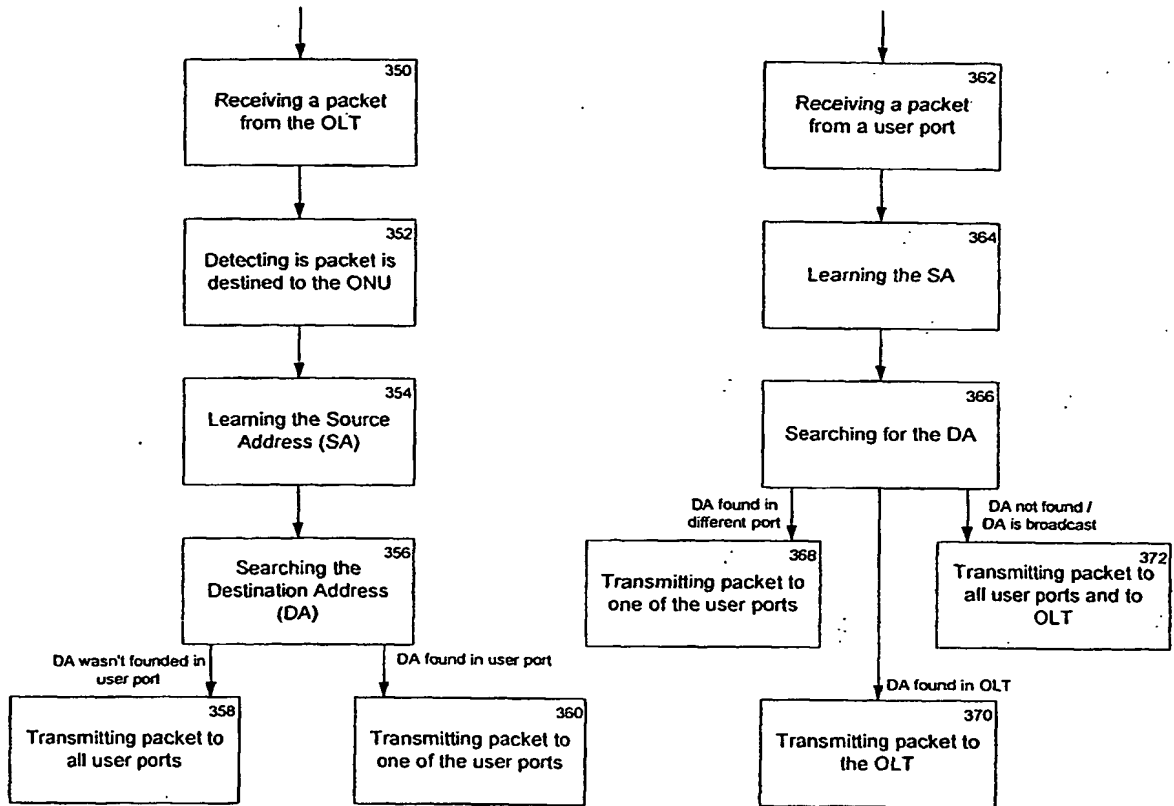 350
Receiving a packet
from the OLT
352
Detecting is packet is
destined to the ONU
354
Learning the Source
Address (SA)
356
Searching the
Destination Address
(DA)
DA wasn't founded in
user port
DA found in user port
358
Transmitting packet to
all user ports
360
Transmitting packet to
one of the user ports
362
Receiving a packet
from a user port
364
Learning the SA
366
Searching for the DA
DA found in
different port
DA not found /
DA is broadcast
368
Transmitting packet to
one of the user ports
372
Transmitting packet to
all user ports and to
OLT
DA found in OLT
370
Transmitting packet to
the OLT